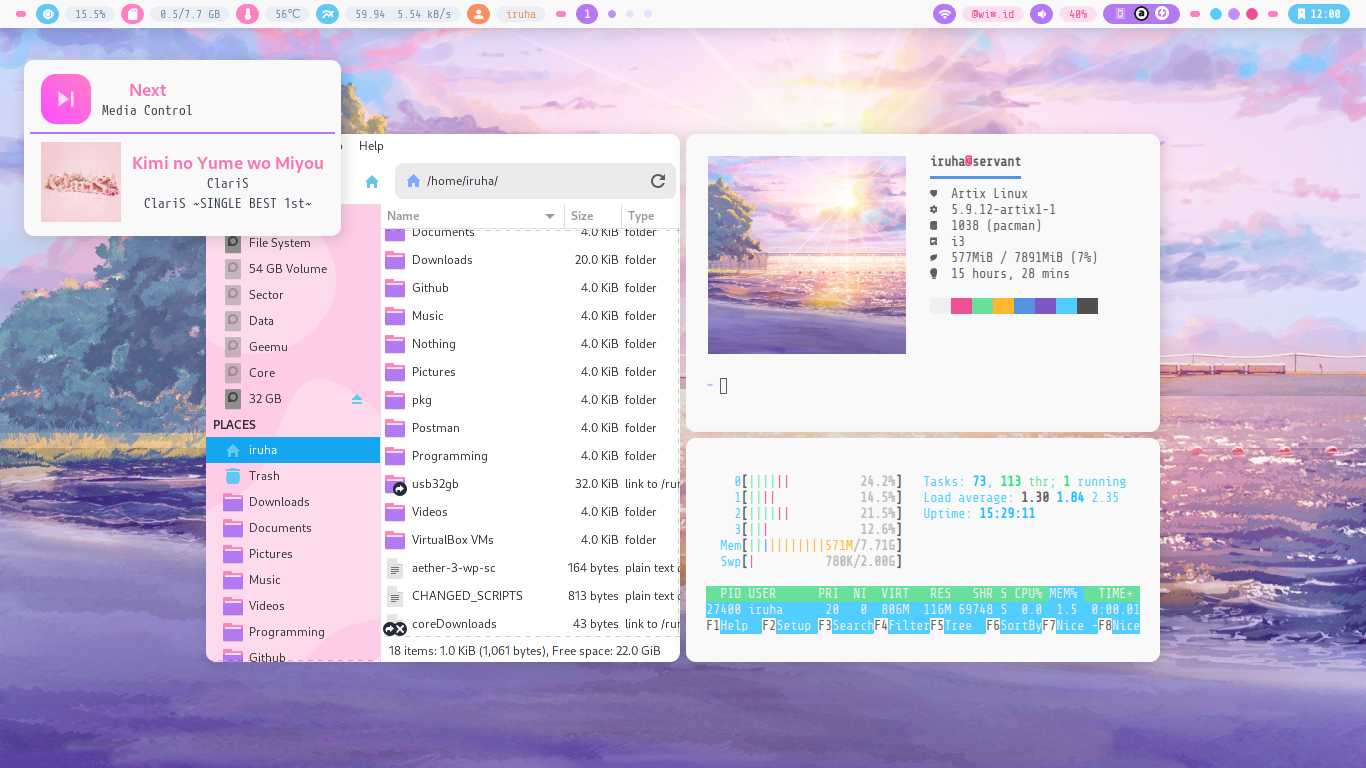 15.5% 0.5/7.7 GB 56℃ 59.94 5.54 kB/s iruha 1 @wi✖.id 40% a 12:00
Next
Media Control
Kimi no Yume wo Miyou
ClariS
ClariS ~SINGLE BEST 1st~
Help
/home/iruha/
Name Size Type
File System
54 GB Volume
Sector
Data
Geemu
Core
32 GB
PLACES
iruha
Trash
Downloads
Documents
Pictures
Music
Videos
Programming
Github
Documents 4.0 KiB folder
Downloads 20.0 KiB folder
Github 4.0 KiB folder
Music 4.0 KiB folder
Nothing 4.0 KiB folder
Pictures 4.0 KiB folder
pkg 4.0 KiB folder
Postman 4.0 KiB folder
Programming 4.0 KiB folder
usb32gb 32.0 KiB link to /rur
Videos 4.0 KiB folder
VirtualBox VMs 4.0 KiB folder
aether-3-wp-sc 164 bytes plain text
CHANGED_SCRIPTS 813 bytes plain text
coreDownloads 43 bytes link to /rur
18 items: 1.0 KiB (1,061 bytes), Free space: 22.0 GiB
iruha@servant
Artix Linux
5.9.12-artix1-1
1038 (pacman)
i3
577MiB / 7891MiB (7%)
15 hours, 28 mins
~
0[|||||| 24.2%] Tasks: 73, 113 thr; 1 running
1[|||| 14.5%] Load average: 1.30 1.84 2.35
2[|||||| 21.5%] Uptime: 15:29:11
3[||| 12.6%]
Mem[|||||||||||571M/7.71G]
Swp[| 780K/2.00G]
PID USER PRI NI VIRT RES SHR S CPU% MEM% TIME+
27400 iruha 20 0 806M 116M 69748 S 0.0 1.5 0:00.01
F1Help F2Setup F3SearchF4FilterF5Tree F6SortByF7Nice -F8Nice